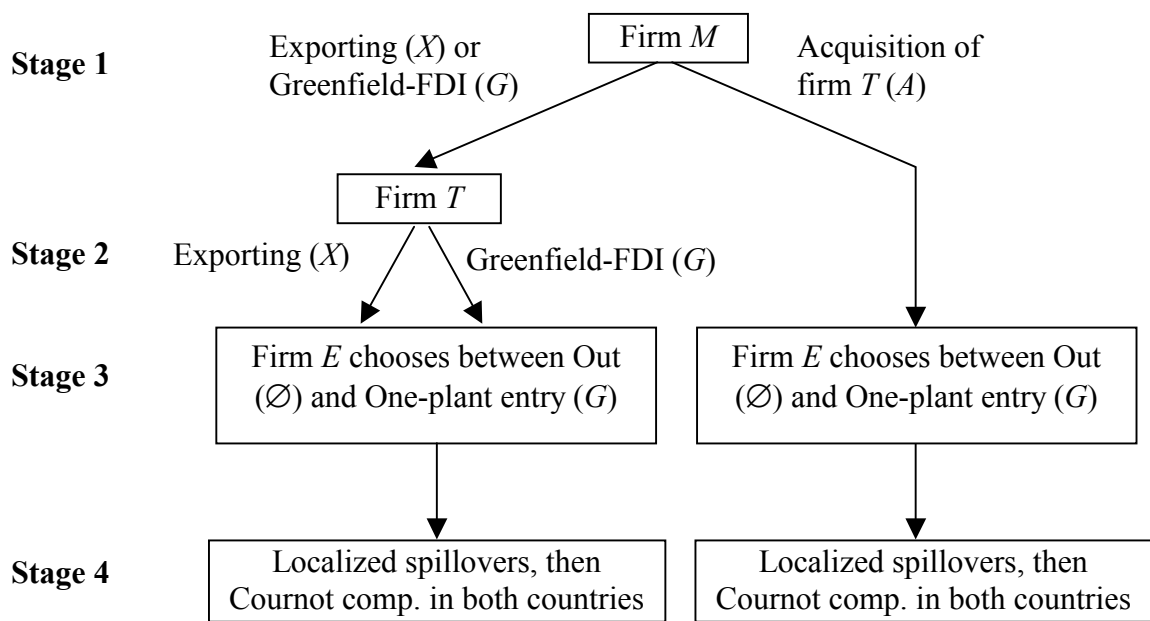 Stage 1
Exporting (X) or
Greenfield-FDI (G)
Firm M
Acquisition of
firm T (A)
Firm T
Stage 2
Exporting (X)
Greenfield-FDI (G)
Stage 3
Firm E chooses between Out
(∅) and One-plant entry (G)
Firm E chooses between Out
(∅) and One-plant entry (G)
Stage 4
Localized spillovers, then
Cournot comp. in both countries
Localized spillovers, then
Cournot comp. in both countries